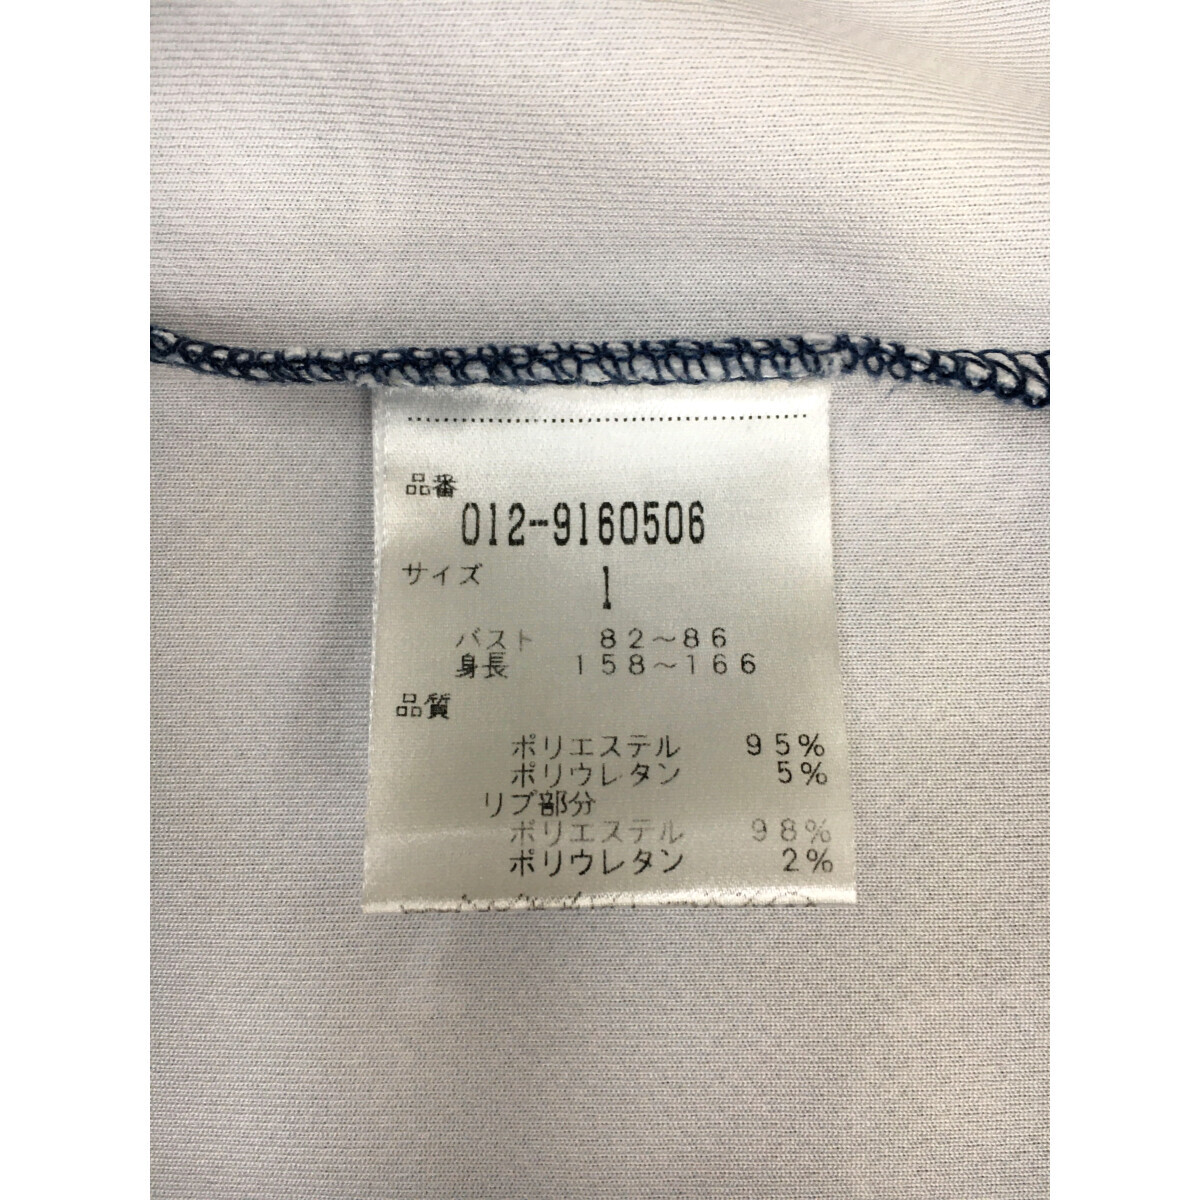 品番
012-9160506
サイズ
1
バスト 82~86
身長 158~166
品質
ポリエステル 95%
ポリウレタン 5%
リブ部分
ポリエステル 98%
ポリウレタン 2%